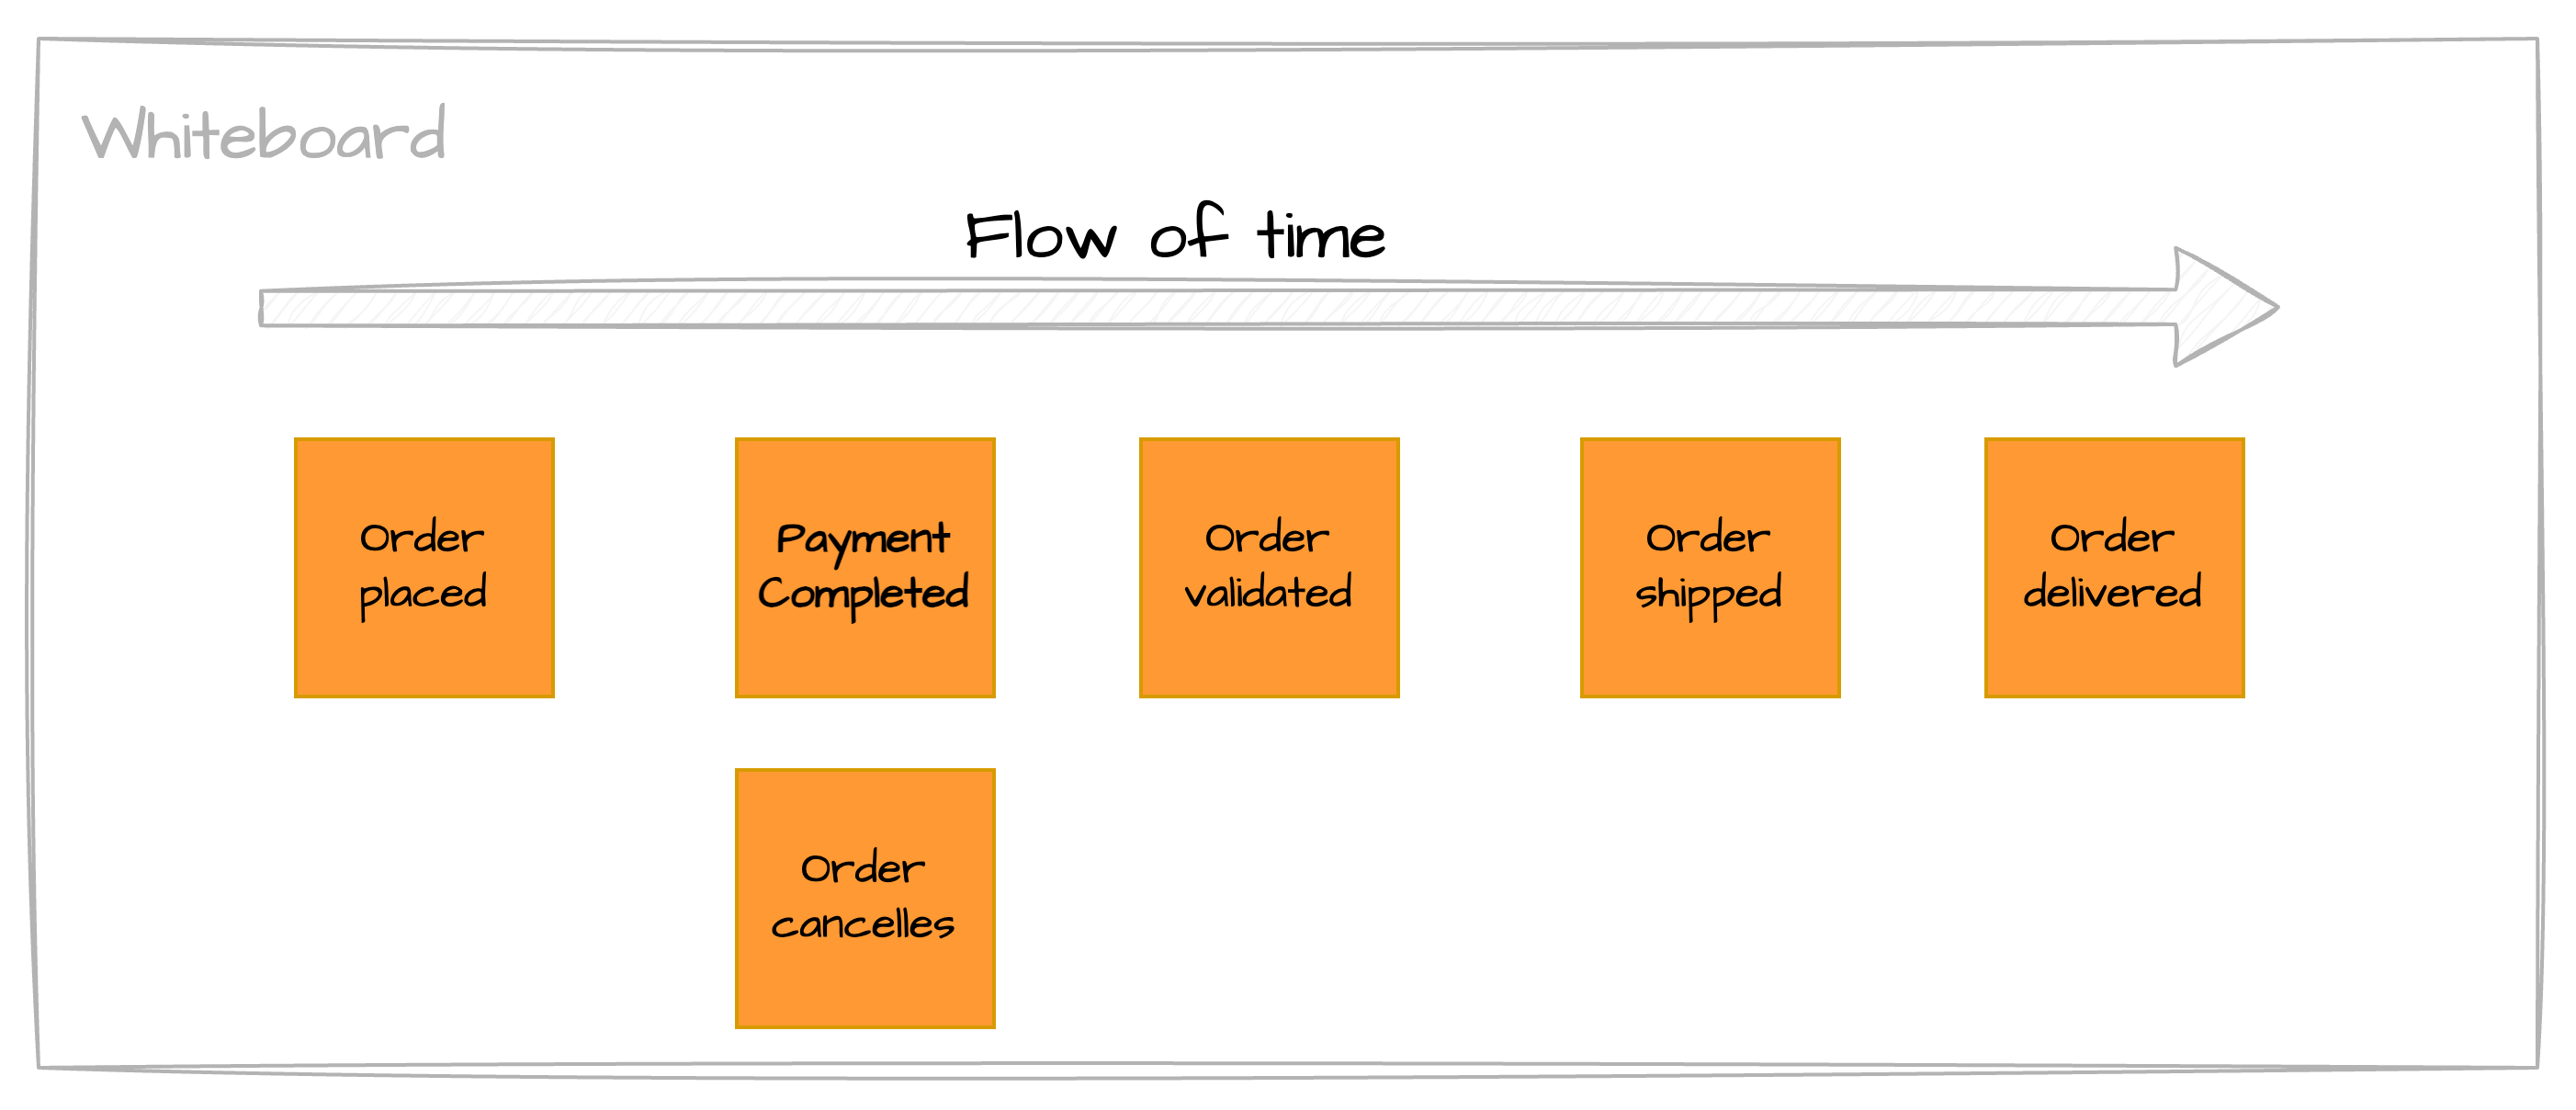 Whiteboard
Flow of time
Order
placed
Payment
Completed
Order
validated
Order
shipped
Order
delivered
Order
cancelles